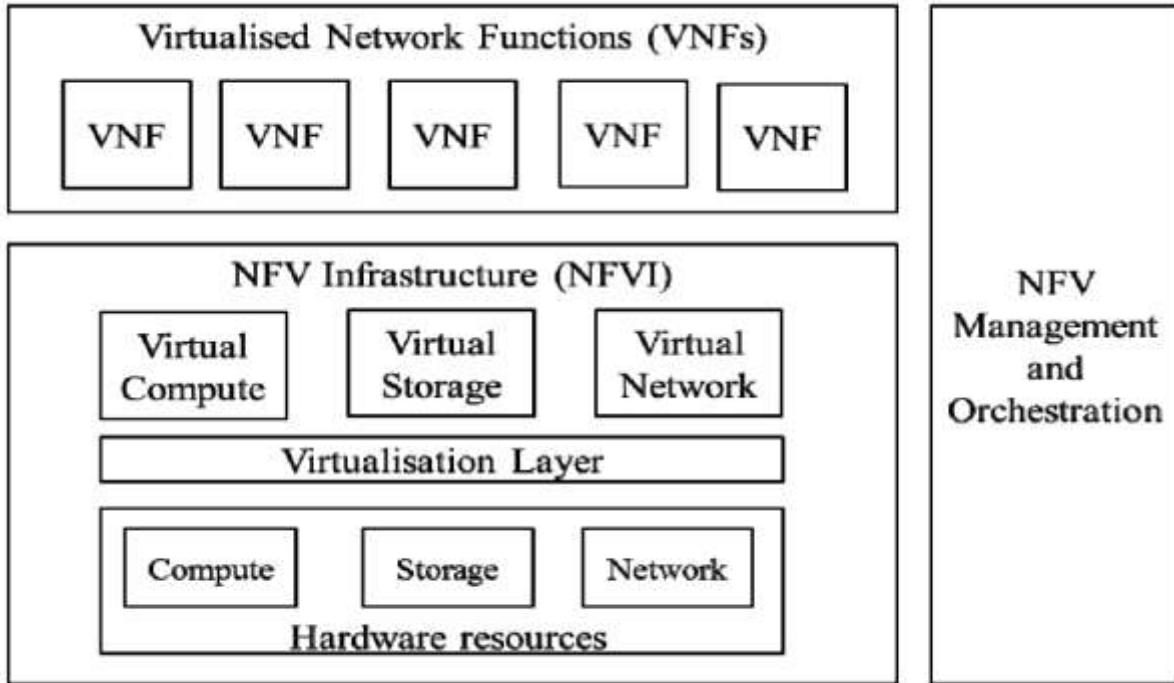 Virtualised Network Functions (VNFs)
VNF VNF VNF VNF VNF
NFV Infrastructure (NFVI)
Virtual
Compute
Virtual
Storage
Virtual
Network
Virtualisation Layer
Compute Storage Network
Hardware resources
NFV
Management
and
Orchestration